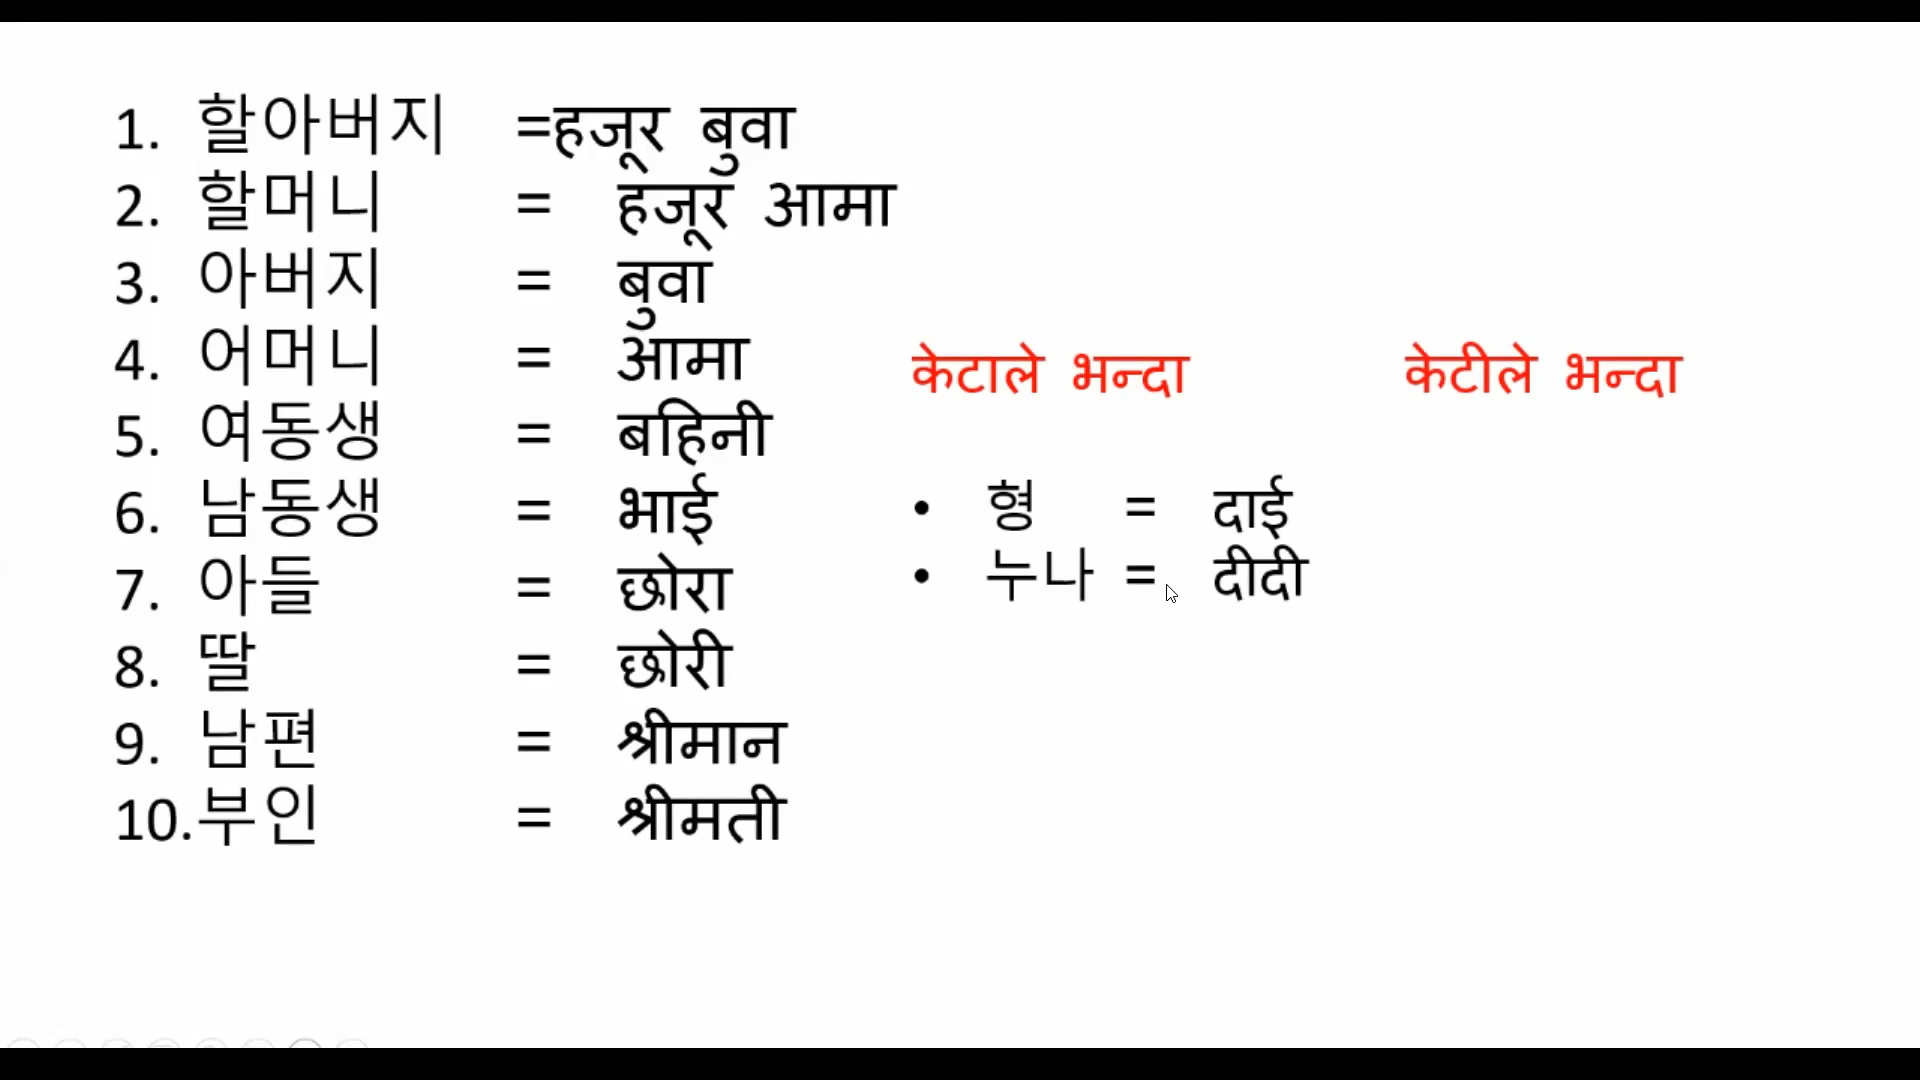 1. 할아버지 =हजूर बुवा
2. 할머니 = हजूर आमा
3. 아버지 = बुवा
4. 어머니 = आमा
5. 여동생 = बहिनी
6. 남동생 = भाई
7. 아들 = छोरा
8. 딸 = छोरी
9. 남편 = श्रीमान
10. 부인 = श्रीमती
केटाले भन्दा
• 형 = दाई
• 누나 = दीदी
केटीले भन्दा